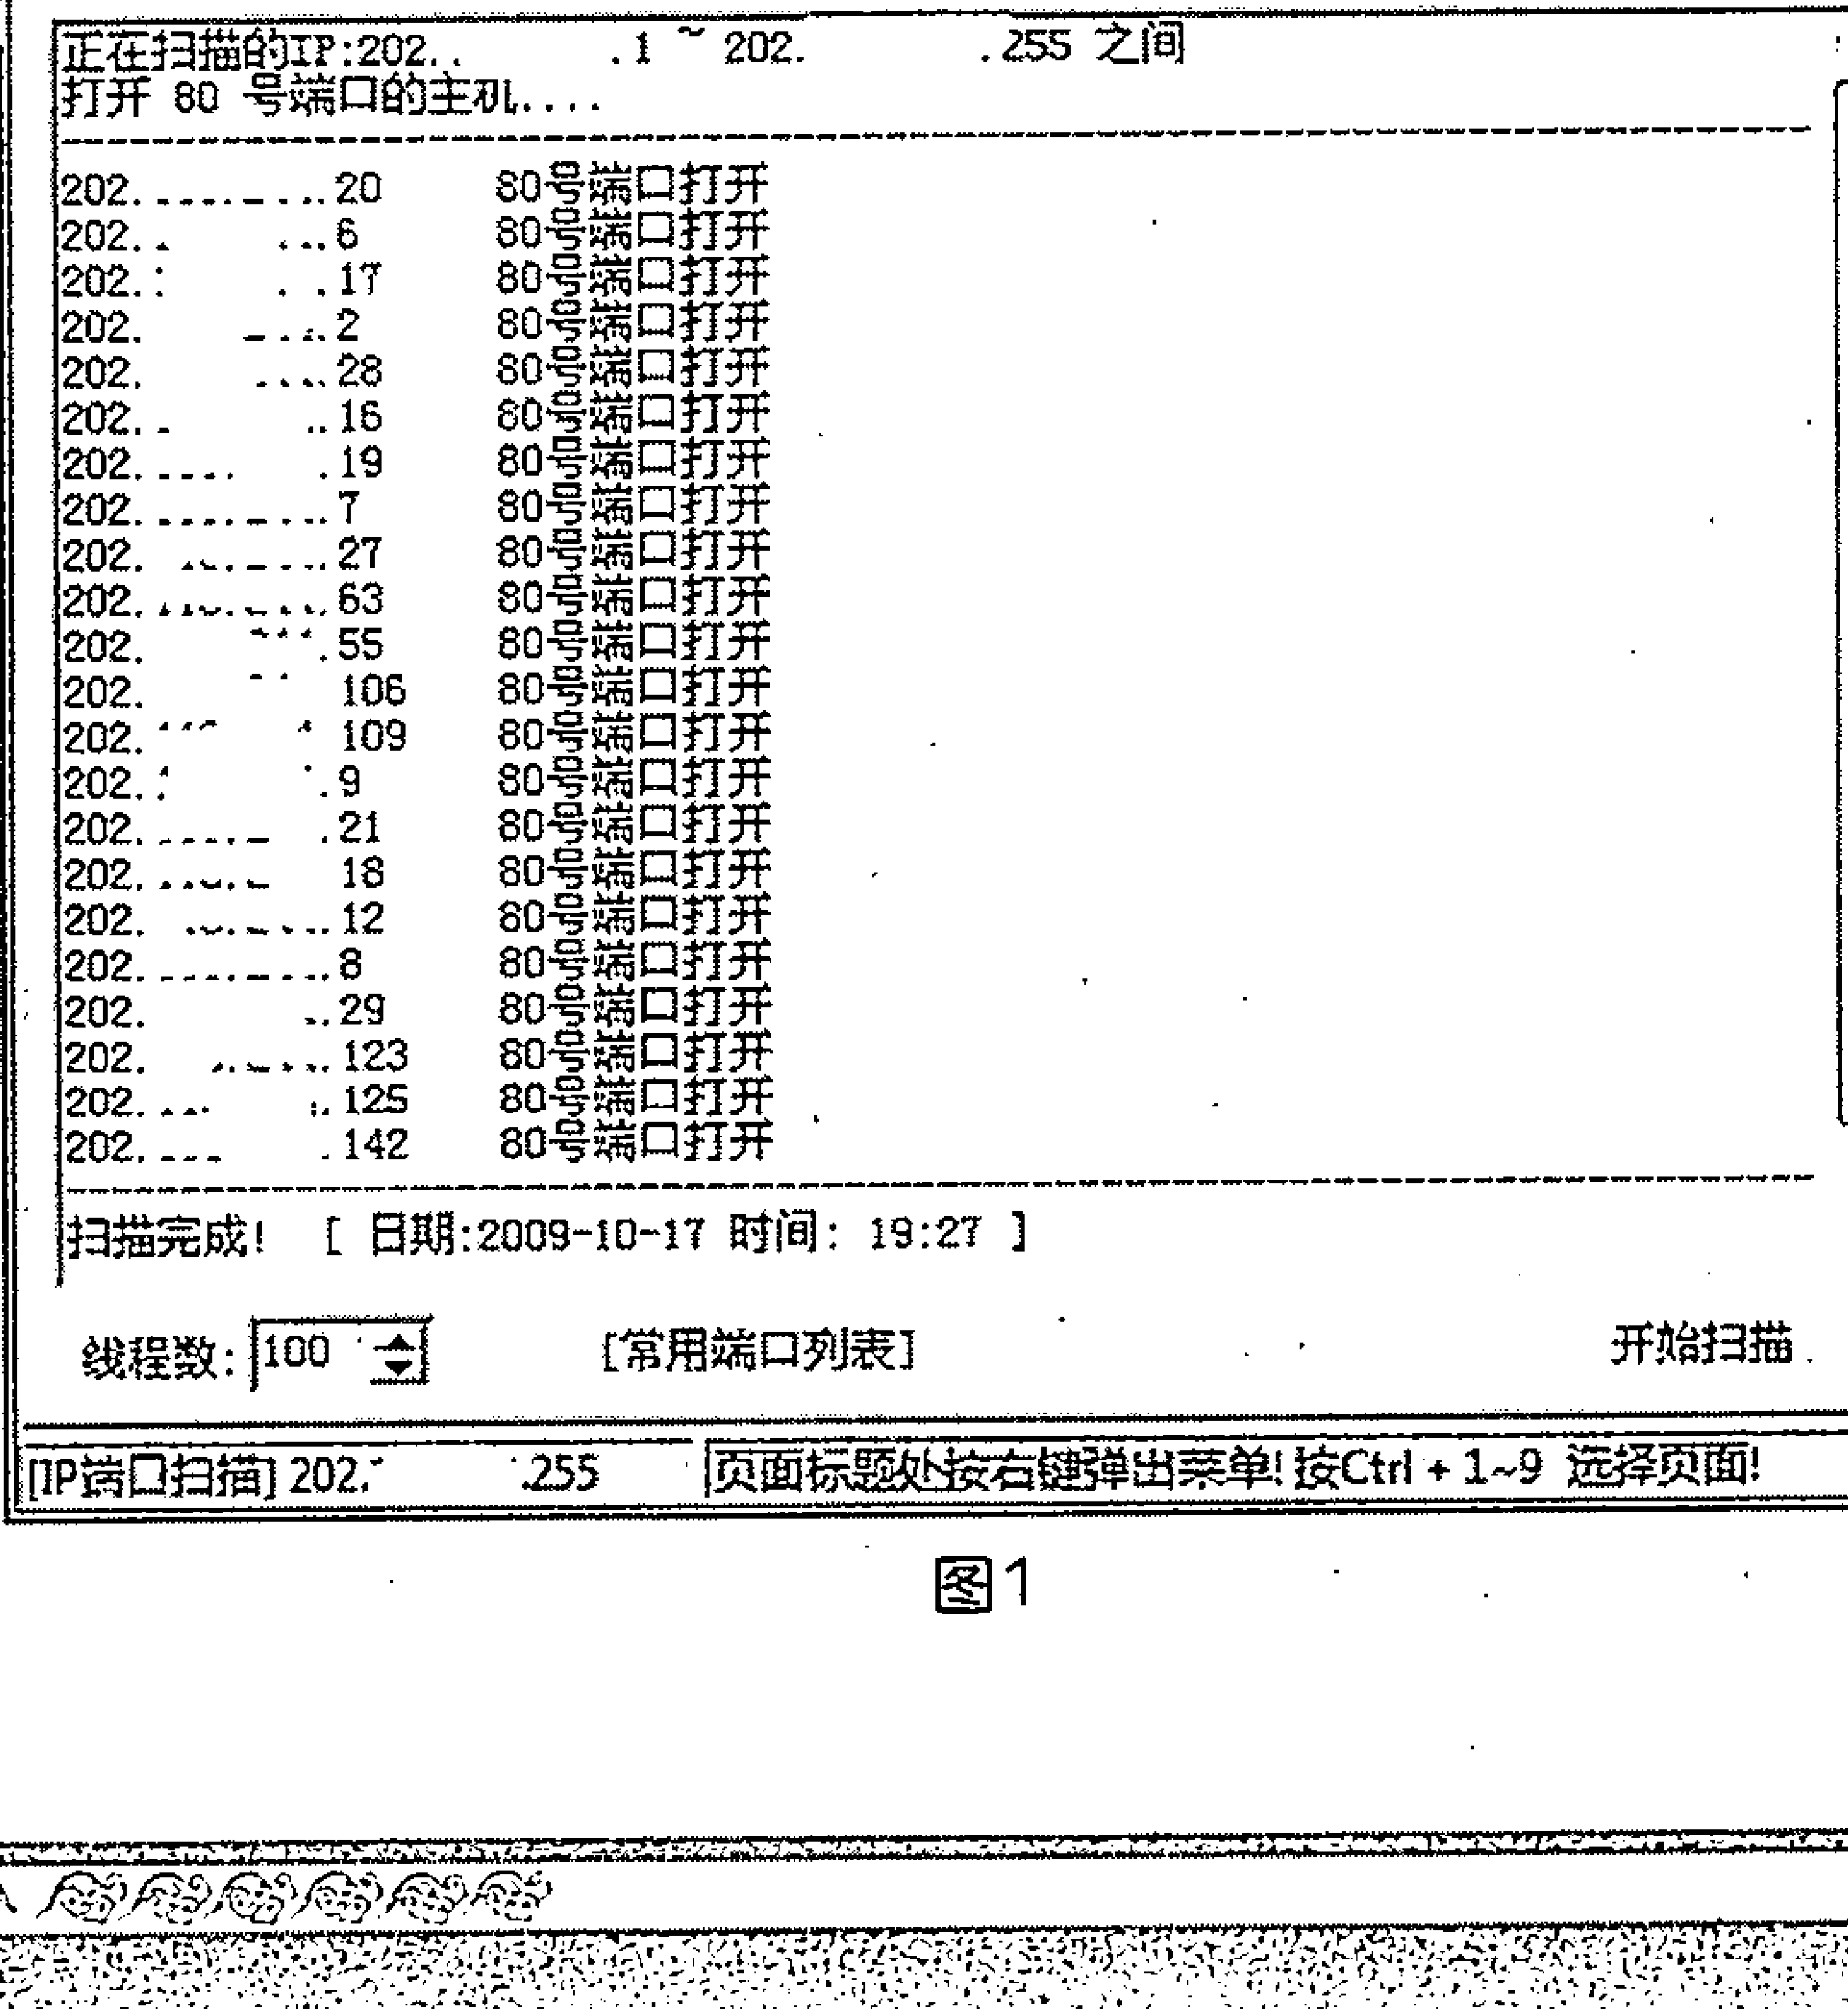 正在扫描的IP:202.. .1 ~ 202. .255 之间
打开 80 号端口的主机....
202. 20 80号端口打开
202. 6 80号端口打开
202. 17 80号端口打开
202. 2 80号端口打开
202. 28 80号端口打开
202. 16 80号端口打开
202. .19 80号端口打开
202. 7 80号端口打开
202. 27 80号端口打开
202. 63 80号端口打开
202. .55 80号端口打开
202. 106 80号端口打开
202. 109 80号端口打开
202. .9 80号端口打开
202. .21 80号端口打开
202. 18 80号端口打开
202. 12 80号端口打开
202. 8 80号端口打开
202. .29 80号端口打开
202. 123 80号端口打开
202. .125 80号端口打开
202. .142 80号端口打开
扫描完成! [ 日期:2009-10-17 时间: 19:27 ]
线程数: 100 [常用端口列表] 开始扫描
[IP端口扫描] 202. .255 页面标题处按右键弹出菜单! 按Ctrl + 1~9 选择页面!
图1